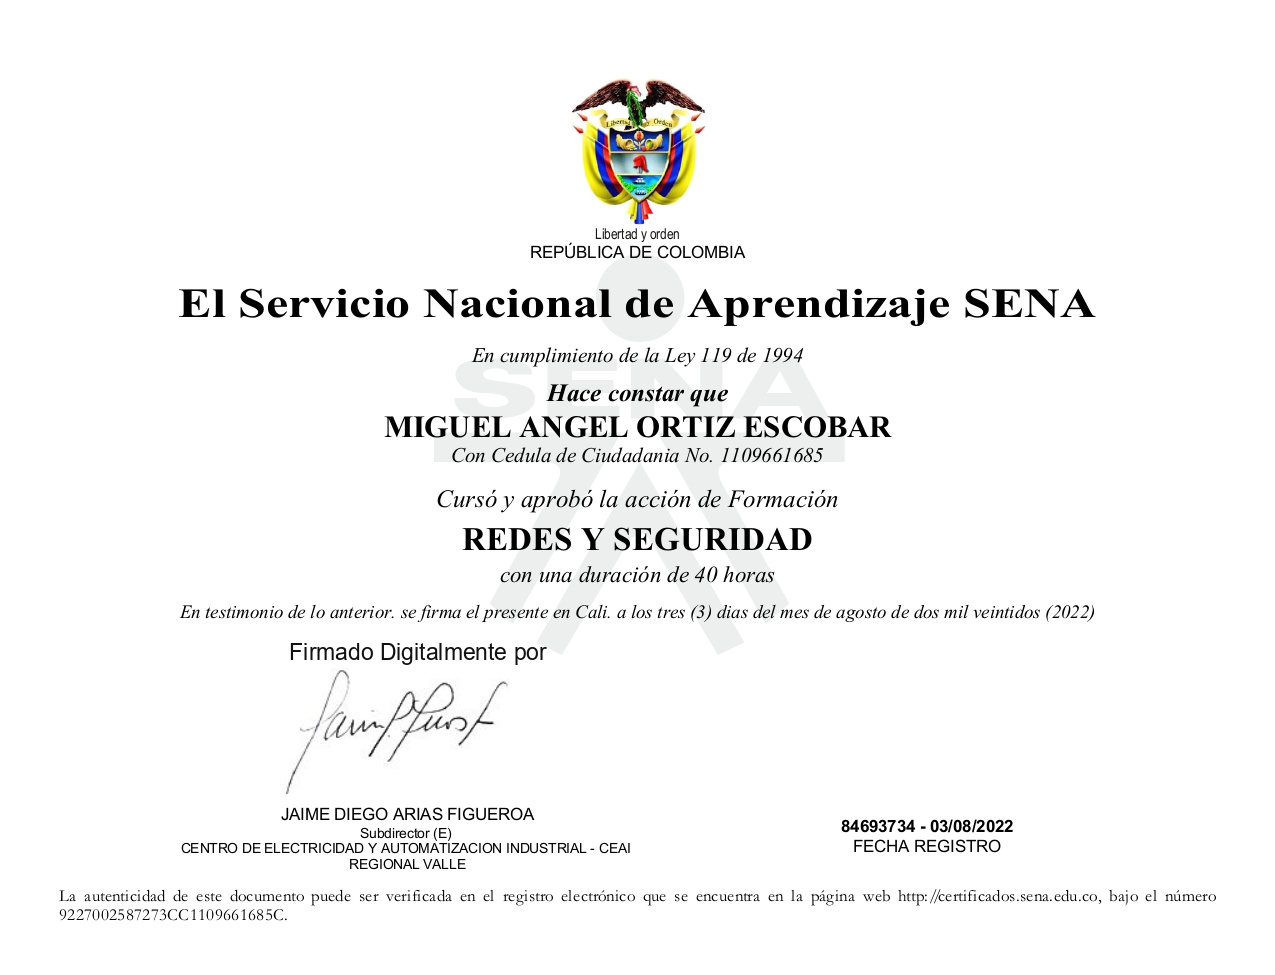 Libertad y Orden
Libertad y orden
REPÚBLICA DE COLOMBIA
El Servicio Nacional de Aprendizaje SENA
En cumplimiento de la Ley 119 de 1994
SENA
Hace constar que
MIGUEL ANGEL ORTIZ ESCOBAR
Con Cedula de Ciudadania No. 1109661685
Cursó y aprobó la acción de Formación
REDES Y SEGURIDAD
con una duración de 40 horas
En testimonio de lo anterior. se firma el presente en Cali. a los tres (3) dias del mes de agosto de dos mil veintidos (2022)
Firmado Digitalmente por
JAIME DIEGO ARIAS FIGUEROA
Subdirector (E)
CENTRO DE ELECTRICIDAD Y AUTOMATIZACION INDUSTRIAL - CEAI
REGIONAL VALLE
84693734 - 03/08/2022
FECHA REGISTRO
La autenticidad de este documento puede ser verificada en el registro electrónico que se encuentra en la página web http://certificados.sena.edu.co, bajo el número
9227002587273CC1109661685C.